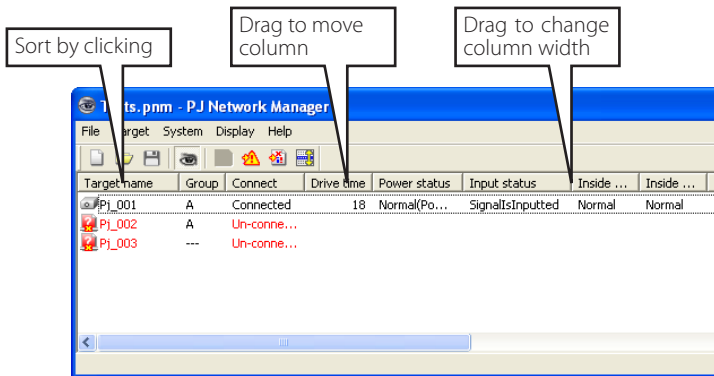 Sort by clicking
Drag to move
column
Drag to change
column width
ts.pnm - PJ Network Manager
File arget System Display Help
Target name Group Connect Drive time Power status Input status Inside ... Inside ...
Pj_001 A Connected 18 Normal(Po... SignalIsInputted Normal Normal
Pj_002 A Un-conne...
Pj_003 --- Un-conne...